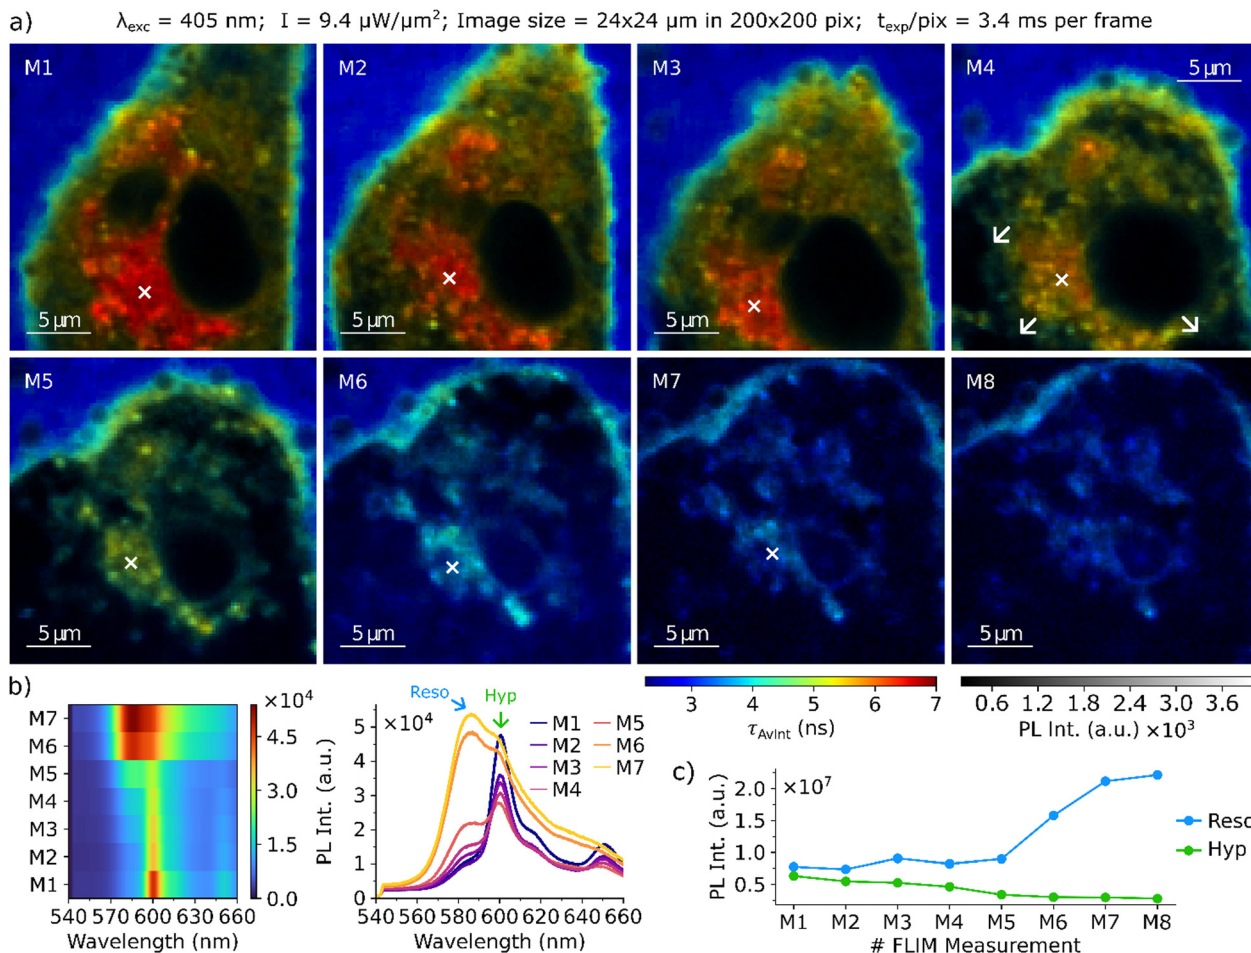 a) λexc = 405 nm; I = 9.4 µW/µm²; Image size = 24x24 µm in 200x200 pix; texp/pix = 3.4 ms per frame
M1 M2 M3 M4 5 µm
5 µm 5 µm 5 µm
M5 M6 M7 M8
5 µm 5 µm 5 µm 5 µm
3 4 5 6 7
τAvInt (ns)
0.6 1.2 1.8 2.4 3.0 3.6
PL Int. (a.u.) ×10³
b)
M7
M6
M5
M4
M3
M2
M1
540 570 600 630 660
Wavelength (nm)
×10⁴
4.5
3.0
1.5
0.0
Reso Hyp
×10⁴
M1 M5
M2 M6
M3 M7
M4
5
4
3
2
1
0
PL Int. (a.u.)
540 560 580 600 620 640 660
Wavelength (nm)
c)
×10⁷
2.0
1.5
1.0
0.5
PL Int. (a.u.)
Reso
Hyp
M1 M2 M3 M4 M5 M6 M7 M8
# FLIM Measurement